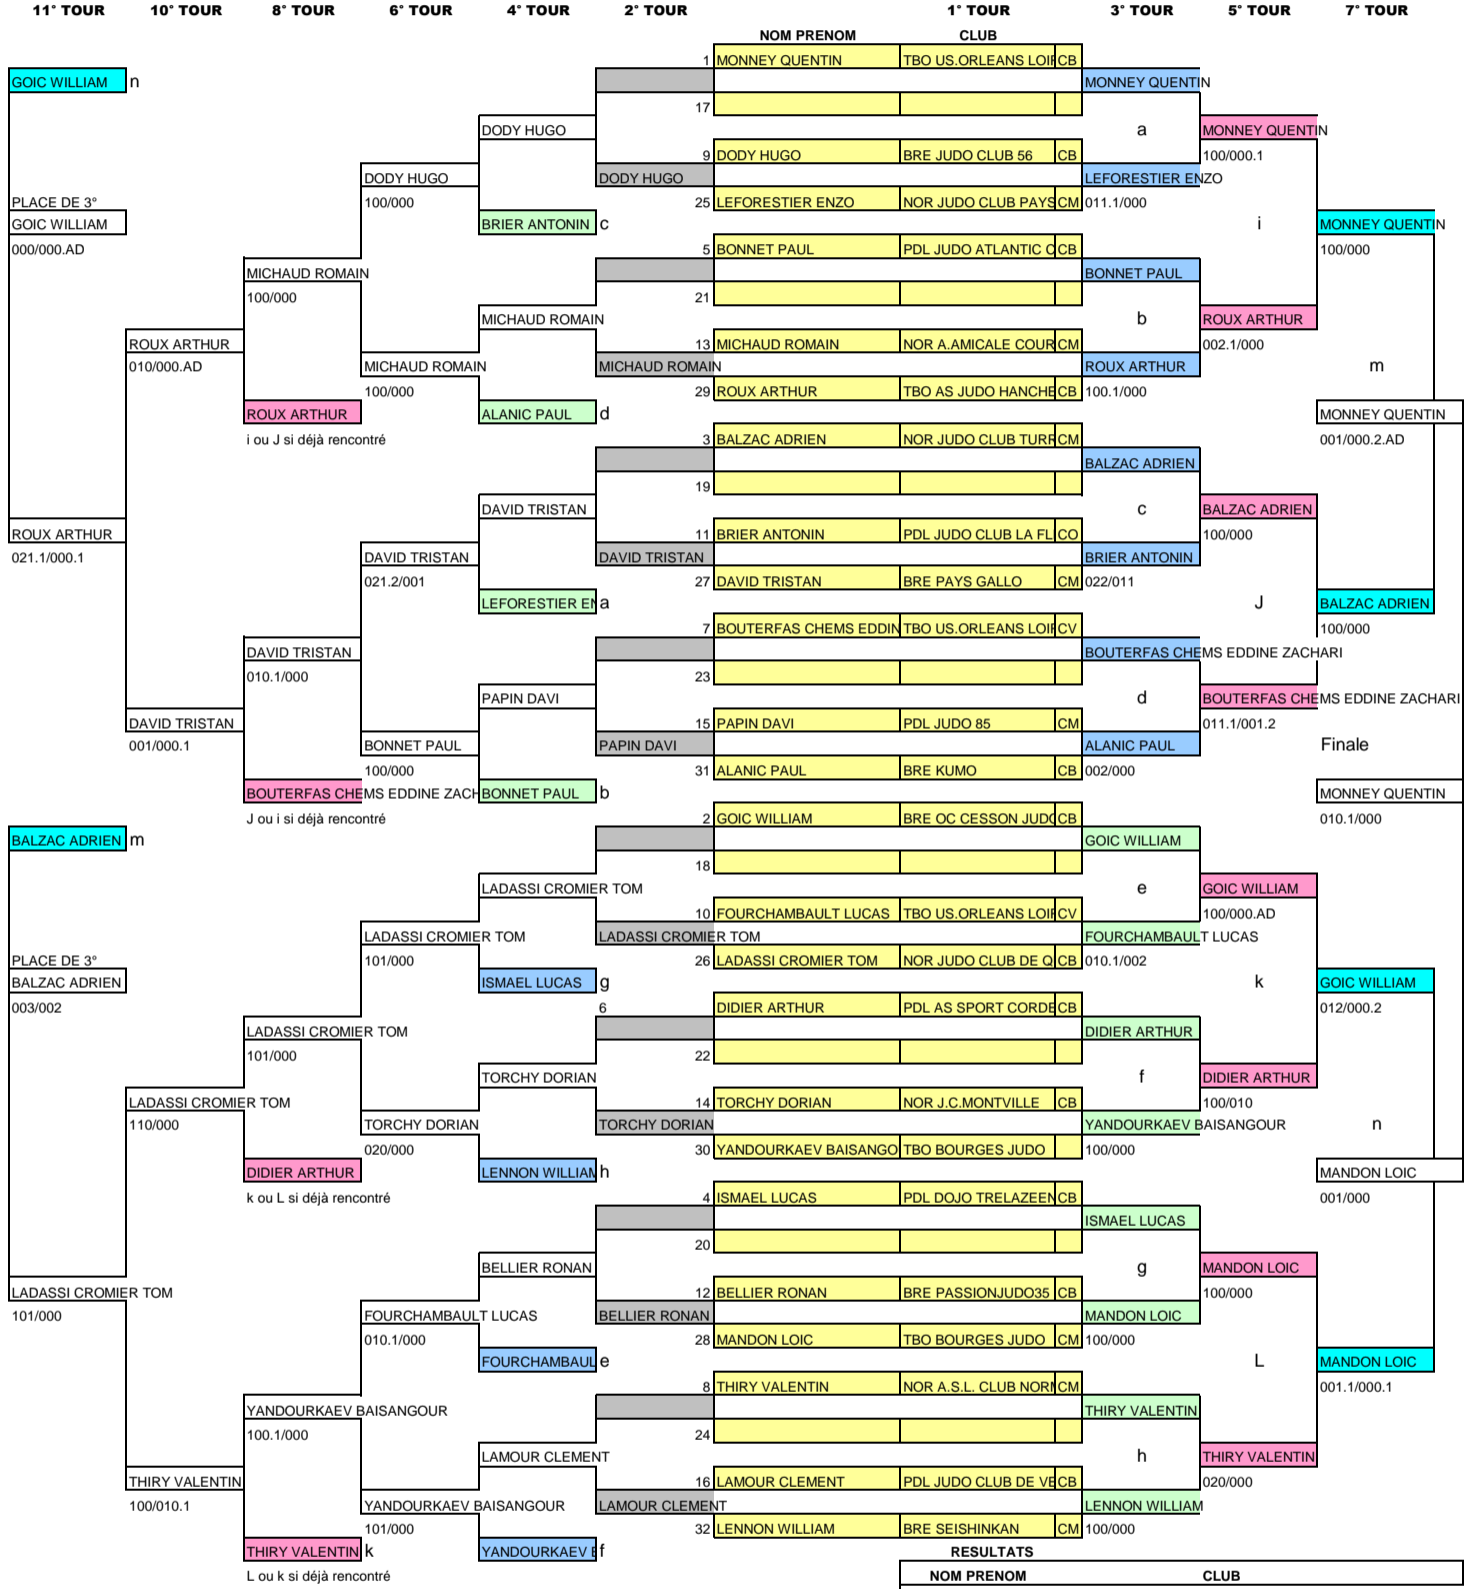 11° TOUR 10° TOUR 8° TOUR 6° TOUR 4° TOUR 2° TOUR 1° TOUR 3° TOUR 5° TOUR 7° TOUR
NOM PRENOM CLUB
1 MONNEY QUENTIN TBO US.ORLEANS LOI CB
GOIC WILLIAM n MONNEY QUENTIN
17
DODY HUGO a MONNEY QUENTIN
9 DODY HUGO BRE JUDO CLUB 56 CB 100/000.1
DODY HUGO DODY HUGO LEFORESTIER ENZO
PLACE DE 3° 100/000 25 LEFORESTIER ENZO NOR JUDO CLUB PAYS CM 011.1/000
GOIC WILLIAM BRIER ANTONIN c i MONNEY QUENTIN
000/000.AD 5 BONNET PAUL PDL JUDO ATLANTIC C CB 100/000
MICHAUD ROMAIN BONNET PAUL
100/000 21
MICHAUD ROMAIN b ROUX ARTHUR
ROUX ARTHUR 13 MICHAUD ROMAIN NOR A.AMICALE COUR CM 002.1/000
010/000.AD MICHAUD ROMAIN MICHAUD ROMAIN ROUX ARTHUR m
100/000 29 ROUX ARTHUR TBO AS JUDO HANCHE CB 100.1/000
ROUX ARTHUR ALANIC PAUL d MONNEY QUENTIN
i ou J si déjà rencontré 3 BALZAC ADRIEN NOR JUDO CLUB TURR CM 001/000.2.AD
BALZAC ADRIEN
19
DAVID TRISTAN c BALZAC ADRIEN
ROUX ARTHUR 11 BRIER ANTONIN PDL JUDO CLUB LA FL CO 100/000
021.1/000.1 DAVID TRISTAN DAVID TRISTAN BRIER ANTONIN
021.2/001 27 DAVID TRISTAN BRE PAYS GALLO CM 022/011
LEFORESTIER EN a J BALZAC ADRIEN
7 BOUTERFAS CHEMS EDDIN TBO US.ORLEANS LOI CV 100/000
DAVID TRISTAN BOUTERFAS CHEMS EDDINE ZACHARI
010.1/000 23
PAPIN DAVI d BOUTERFAS CHEMS EDDINE ZACHARI
DAVID TRISTAN 15 PAPIN DAVI PDL JUDO 85 CM 011.1/001.2
001/000.1 BONNET PAUL PAPIN DAVI ALANIC PAUL Finale
100/000 31 ALANIC PAUL BRE KUMO CB 002/000
BOUTERFAS CHEMS EDDINE ZACH BONNET PAUL b MONNEY QUENTIN
J ou i si déjà rencontré 2 GOIC WILLIAM BRE OC CESSON JUDO CB 010.1/000
BALZAC ADRIEN m GOIC WILLIAM
18
LADASSI CROMIER TOM e GOIC WILLIAM
10 FOURCHAMBAULT LUCAS TBO US.ORLEANS LOI CV 100/000.AD
LADASSI CROMIER TOM LADASSI CROMIER TOM FOURCHAMBAULT LUCAS
PLACE DE 3° 101/000 26 LADASSI CROMIER TOM NOR JUDO CLUB DE Q CB 010.1/002
BALZAC ADRIEN ISMAEL LUCAS g k GOIC WILLIAM
003/002 6 DIDIER ARTHUR PDL AS SPORT CORDE CB 012/000.2
LADASSI CROMIER TOM DIDIER ARTHUR
101/000 22
TORCHY DORIAN f DIDIER ARTHUR
LADASSI CROMIER TOM 14 TORCHY DORIAN NOR J.C.MONTVILLE CB 100/010
110/000 TORCHY DORIAN TORCHY DORIAN YANDOURKAEV BAISANGOUR n
020/000 30 YANDOURKAEV BAISANGO TBO BOURGES JUDO 100/000
DIDIER ARTHUR LENNON WILLIAM h MANDON LOIC
k ou L si déjà rencontré 4 ISMAEL LUCAS PDL DOJO TRELAZEEN CB 001/000
ISMAEL LUCAS
20
BELLIER RONAN g MANDON LOIC
LADASSI CROMIER TOM 12 BELLIER RONAN BRE PASSIONJUDO35 CB 100/000
101/000 FOURCHAMBAULT LUCAS BELLIER RONAN MANDON LOIC
010.1/000 28 MANDON LOIC TBO BOURGES JUDO CM 100/000
FOURCHAMBAUL e L MANDON LOIC
8 THIRY VALENTIN NOR A.S.L. CLUB NOR CM 001.1/000.1
YANDOURKAEV BAISANGOUR THIRY VALENTIN
100.1/000 24
LAMOUR CLEMENT h THIRY VALENTIN
THIRY VALENTIN 16 LAMOUR CLEMENT PDL JUDO CLUB DE VE CB 020/000
100/010.1 YANDOURKAEV BAISANGOUR LAMOUR CLEMENT LENNON WILLIAM
101/000 32 LENNON WILLIAM BRE SEISHINKAN CM 100/000
THIRY VALENTIN k YANDOURKAEV f RESULTATS
L ou k si déjà rencontré NOM PRENOM CLUB